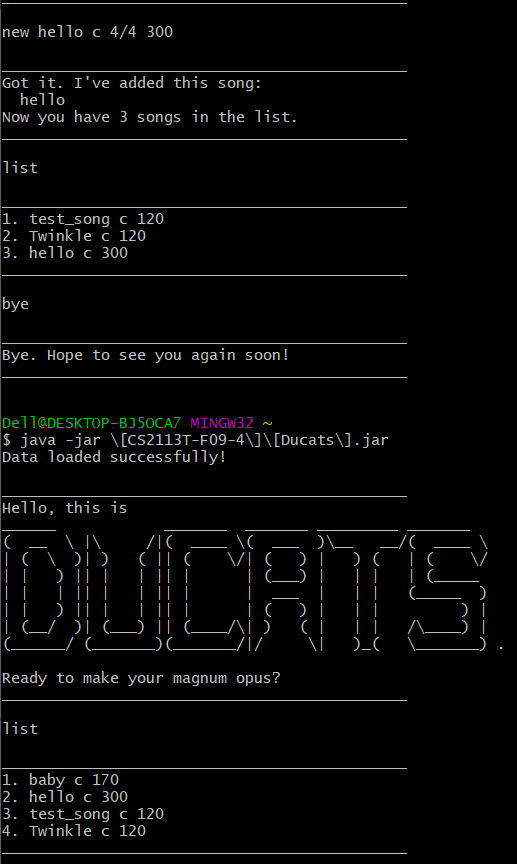 new hello c 4/4 300
Got it. I've added this song:
hello
Now you have 3 songs in the list.
list
1. test_song c 120
2. Twinkle c 120
3. hello c 300
bye
Bye. Hope to see you again soon!
Dell@DESKTOP-BJ5OCA7 MINGW32 ~
$ java -jar \[CS2113T-F09-4\]\[Ducats\].jar
Data loaded successfully!
Hello, this is
DUCATS
.
Ready to make your magnum opus?
list
1. baby c 170
2. hello c 300
3. test_song c 120
4. Twinkle c 120